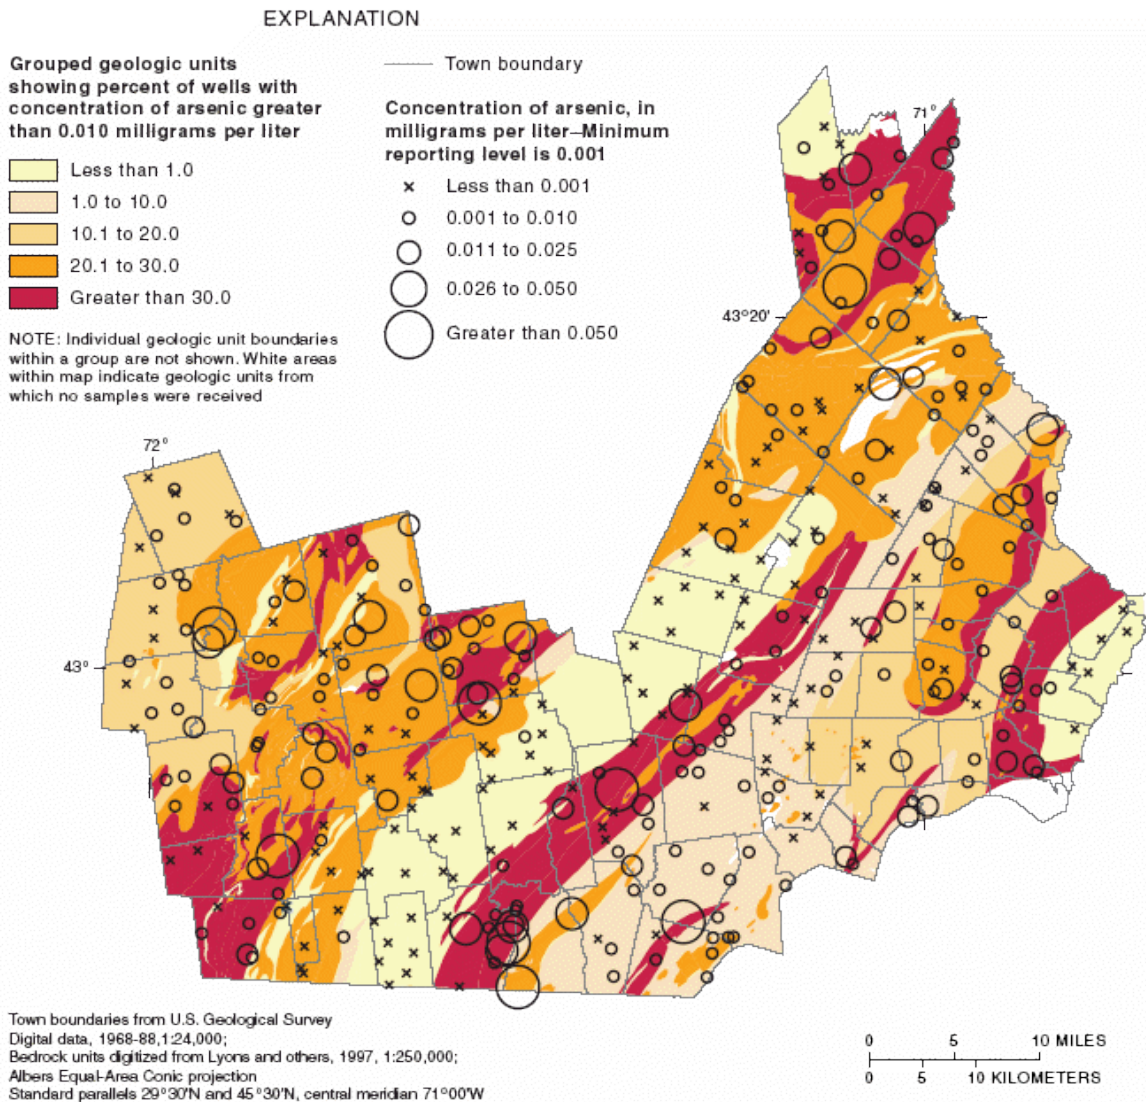 EXPLANATION
Grouped geologic units
showing percent of wells with
concentration of arsenic greater
than 0.010 milligrams per liter
Less than 1.0
1.0 to 10.0
10.1 to 20.0
20.1 to 30.0
Greater than 30.0
NOTE: Individual geologic unit boundaries
within a group are not shown. White areas
within map indicate geologic units from
which no samples were received
Town boundary
Concentration of arsenic, in
milligrams per liter–Minimum
reporting level is 0.001
Less than 0.001
0.001 to 0.010
0.011 to 0.025
0.026 to 0.050
Greater than 0.050
71°
43°20'
72°
43°
Town boundaries from U.S. Geological Survey
Digital data, 1968-88,1:24,000;
Bedrock units digitized from Lyons and others, 1997, 1:250,000;
Albers Equal-Area Conic projection
Standard parallels 29°30'N and 45°30'N, central meridian 71°00'W
0 5 10 MILES
0 5 10 KILOMETERS